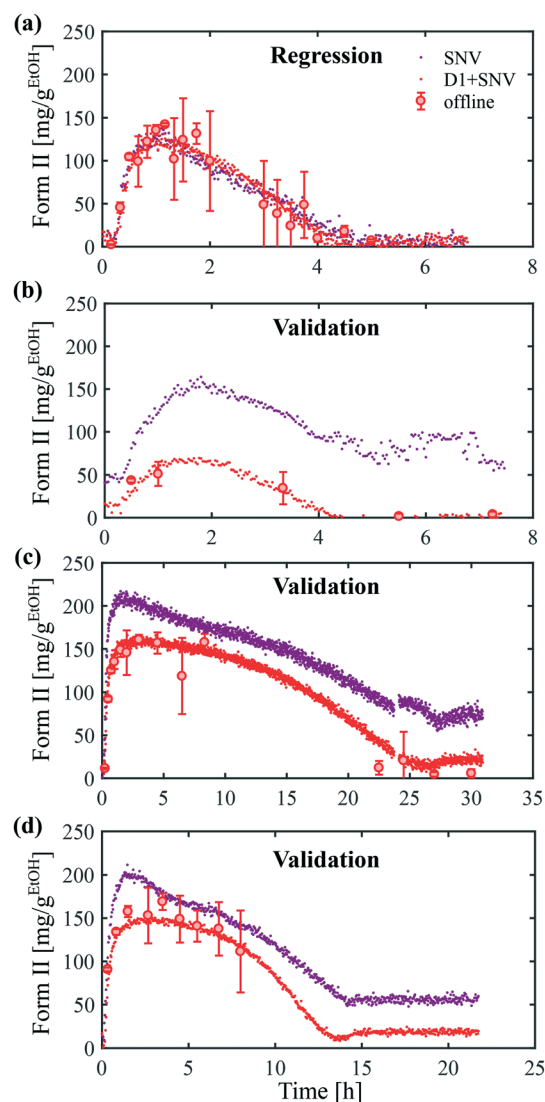 (a)
Form II [mg/g^EtOH]
250
200
150
100
50
0
Regression
SNV
D1+SNV
offline
0 2 4 6 8
(b)
Form II [mg/g^EtOH]
250
200
150
100
50
0
Validation
0 2 4 6 8
(c)
Form II [mg/g^EtOH]
250
200
150
100
50
0
Validation
0 5 10 15 20 25 30 35
(d)
Form II [mg/g^EtOH]
250
200
150
100
50
0
Validation
0 5 10 15 20 25
Time [h]